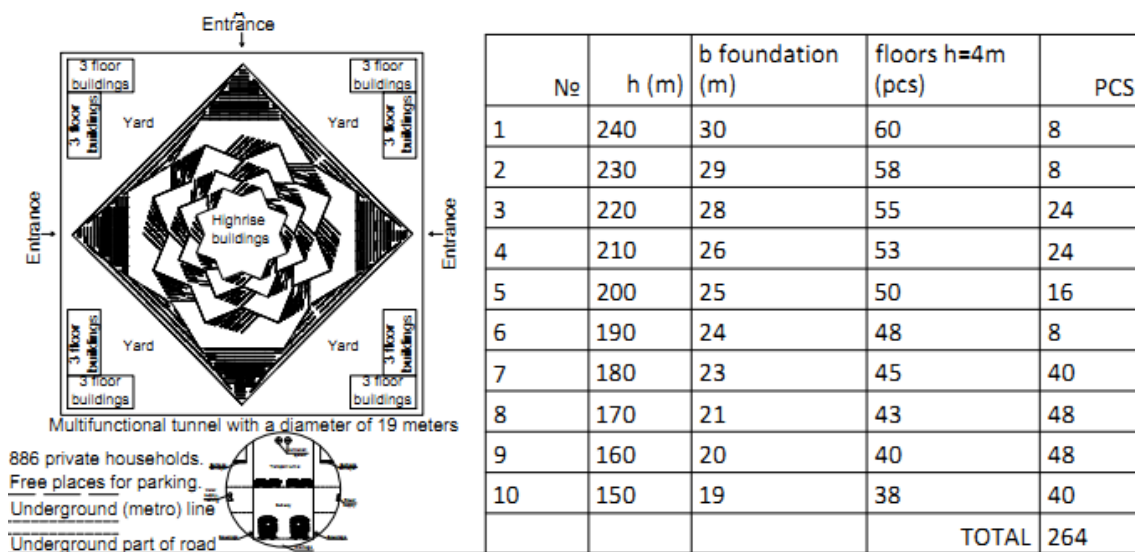 Entrance
3 floor
buildings
3 floor
buildings
3 floor
buildings
3 floor
buildings
Yard
Yard
Entrance
Highrise
buildings
Entrance
3 floor
buildings
3 floor
buildings
Yard
Yard
3 floor
buildings
3 floor
buildings
Multifunctional tunnel with a diameter of 19 meters
886 private households.
Free places for parking.
Underground (metro) line
Underground part of road
№ h (m) b foundation (m) floors h=4m (pcs) PCS
1 240 30 60 8
2 230 29 58 8
3 220 28 55 24
4 210 26 53 24
5 200 25 50 16
6 190 24 48 8
7 180 23 45 40
8 170 21 43 48
9 160 20 40 48
10 150 19 38 40
TOTAL 264